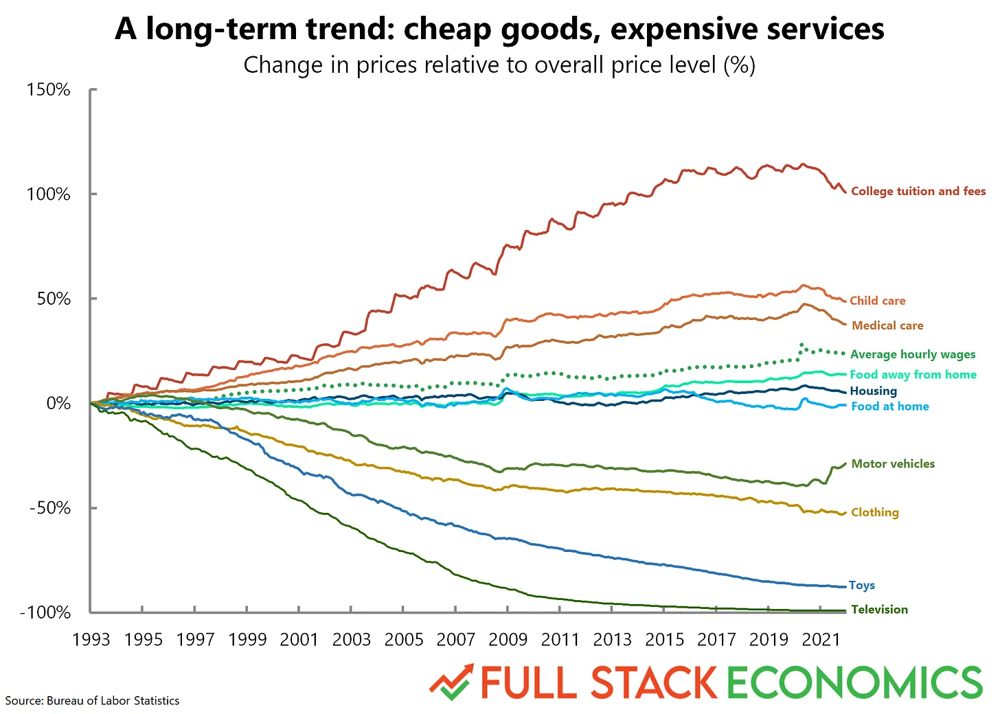 A long-term trend: cheap goods, expensive services
Change in prices relative to overall price level (%)
150%
100%
50%
0%
-50%
-100%
College tuition and fees
Child care
Medical care
Average hourly wages
Food away from home
Housing
Food at home
Motor vehicles
Clothing
Toys
Television
1993 1995 1997 1999 2001 2003 2005 2007 2009 2011 2013 2015 2017 2019 2021
FULL STACK ECONOMICS
Source: Bureau of Labor Statistics